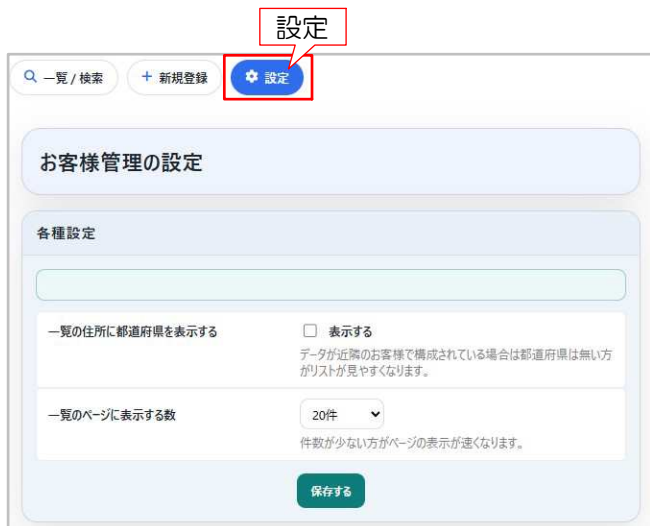 設定
一覧 / 検索
新規登録
設定
お客様管理の設定
各種設定
一覧の住所に都道府県を表示する
表示する
データが近隣のお客様で構成されている場合は都道府県は無い方
がリストが見やすくなります。
一覧のページに表示する数
20件
件数が少ない方がページの表示が速くなります。
保存する